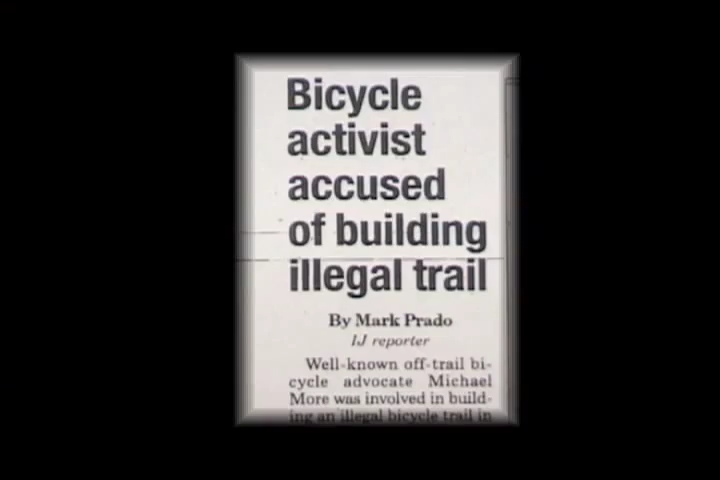 Bicycle
activist
accused
of building
illegal trail
By Mark Prado
IJ reporter
Well-known off-trail bi-
cycle advocate Michael
More was involved in build-
ing an illegal bicycle trail in